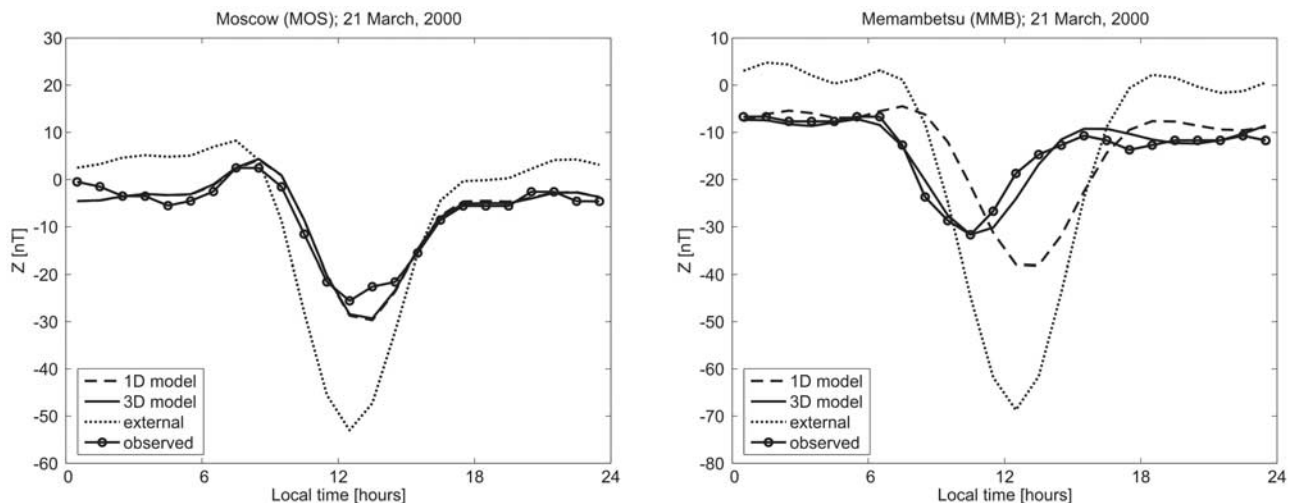 Moscow (MOS); 21 March, 2000
30
20
10
0
-10
-20
-30
-40
-50
-60
Z [nT]
1D model
3D model
external
observed
0
6
12
18
24
Local time [hours]
Memambetsu (MMB); 21 March, 2000
10
0
-10
-20
-30
-40
-50
-60
-70
-80
Z [nT]
1D model
3D model
external
observed
0
6
12
18
24
Local time [hours]